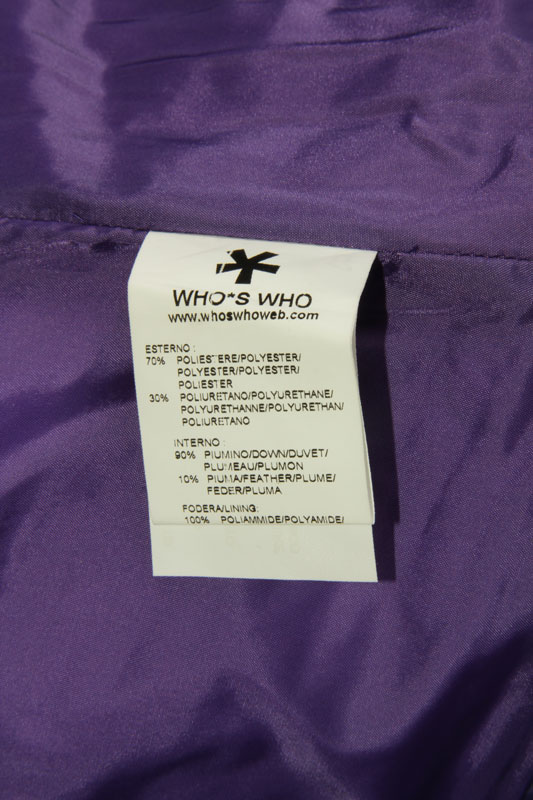 WHO*S WHO
www.whoswhoweb.com
ESTERNO:
70% POLIESTERE/POLYESTER/
POLYESTER/POLYESTER/
POLIESTER
30% POLIURETANO/POLYURETHANE/
POLYURETHANNE/POLYURETHAN/
POLIURETANO
INTERNO:
90% PIUMINO/DOWN/DUVET/
PLUMEAU/PLUMON
10% PIUMA/FEATHER/PLUME/
FEDER/PLUMA
FODERA/LINING:
100% POLIAMMIDE/POLYAMIDE/